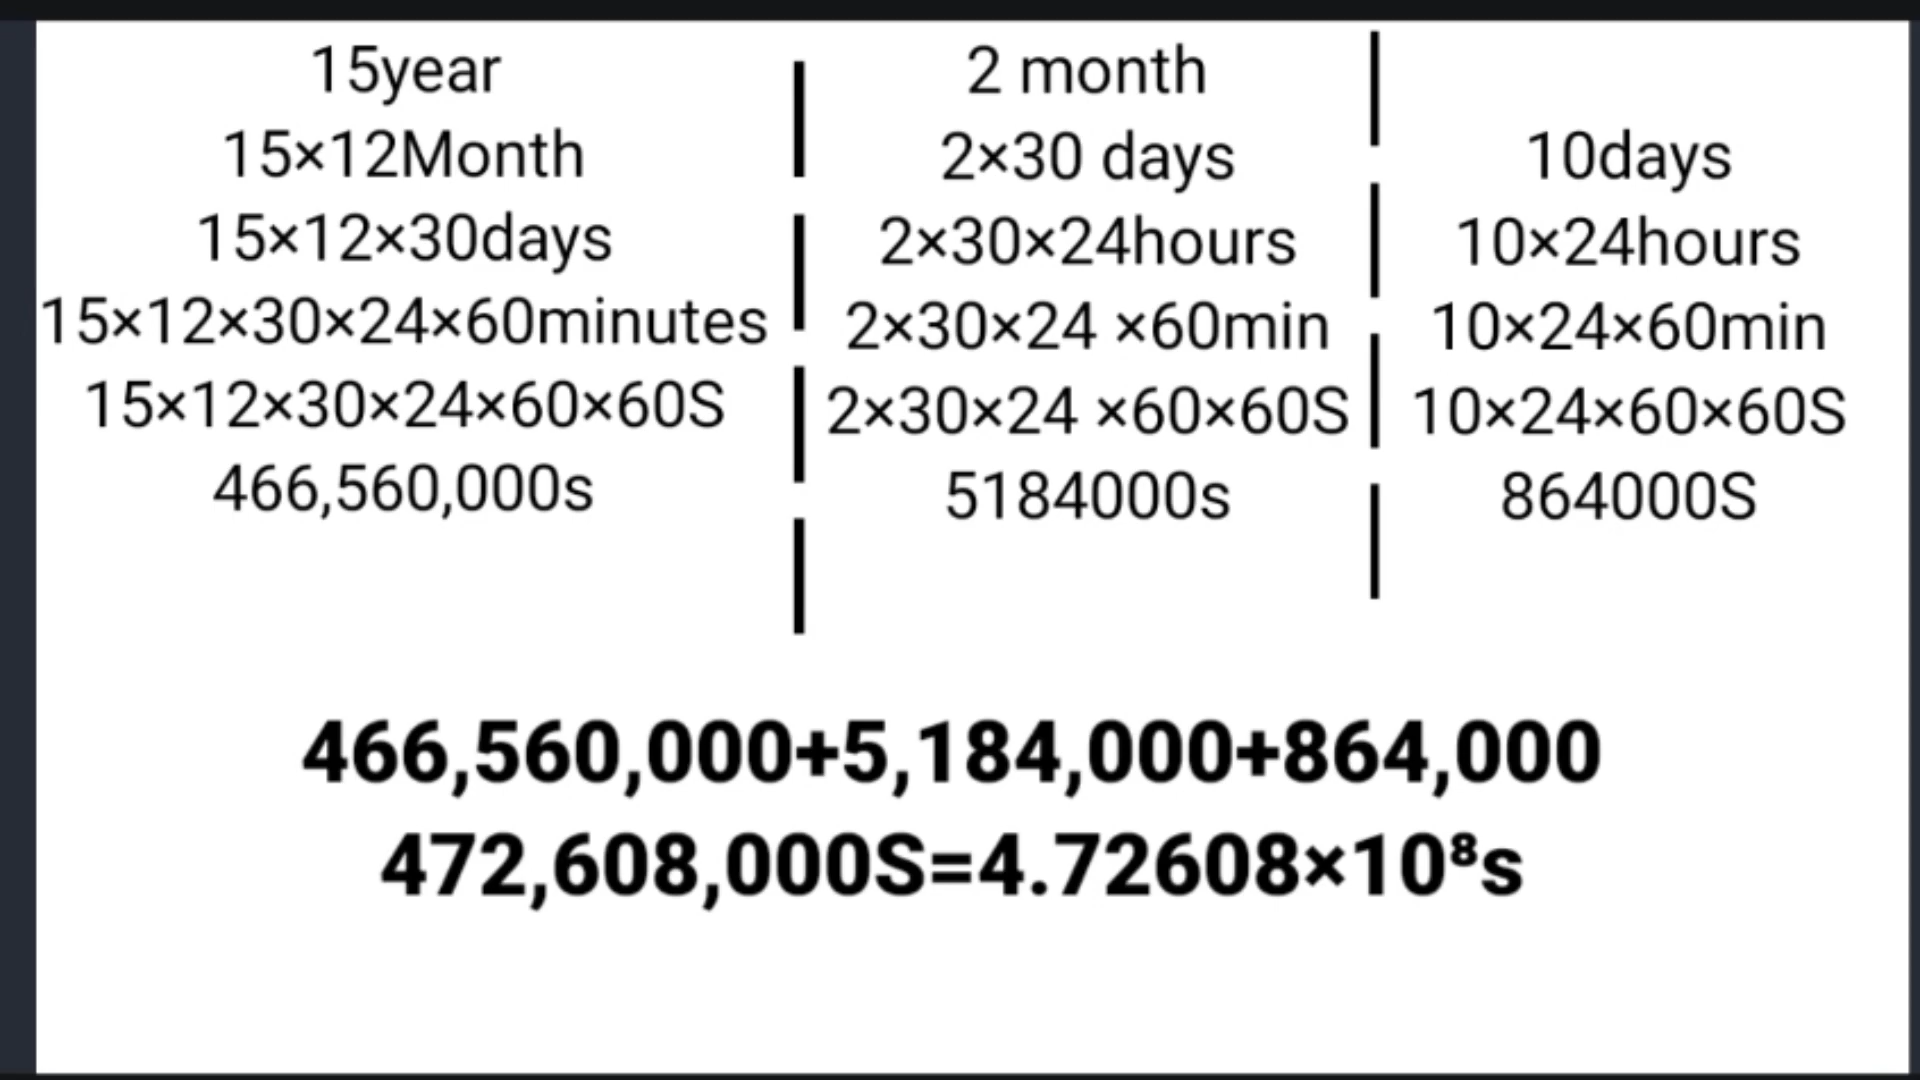 15year
15×12Month
15×12×30days
15×12×30×24×60minutes
15×12×30×24×60×60S
466,560,000s
2 month
2×30 days
2×30×24hours
2×30×24 ×60min
2×30×24 ×60×60S
5184000s
10days
10×24hours
10×24×60min
10×24×60×60S
864000S
466,560,000+5,184,000+864,000
472,608,000S=4.72608×10⁸s